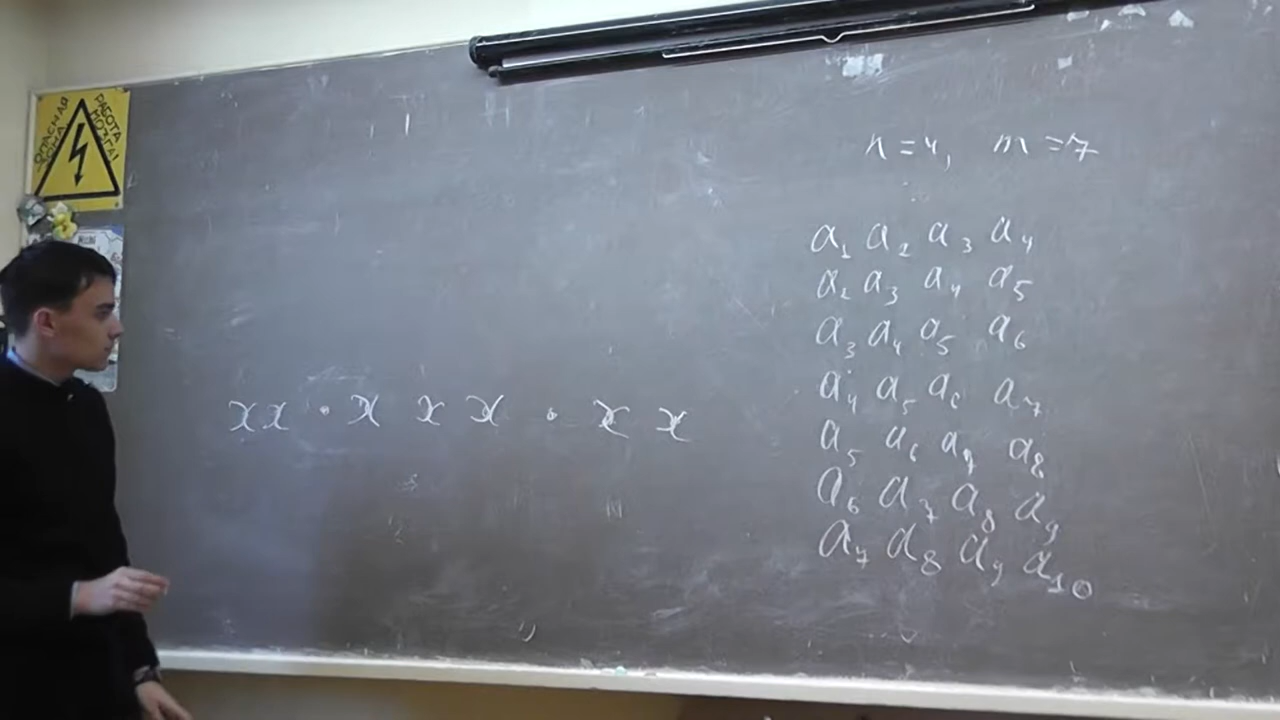 ОПАСНАЯ ЗОНА
РАБОТА МОЗГА!
n = 4, m = 7
a₁ a₂ a₃ a₄
a₂ a₃ a₄ a₅
a₃ a₄ a₅ a₆
a₄ a₅ a₆ a₇
a₅ a₆ a₇ a₈
a₆ a₇ a₈ a₉
a₇ a₈ a₉ a₁₀
x x • x x x • x x